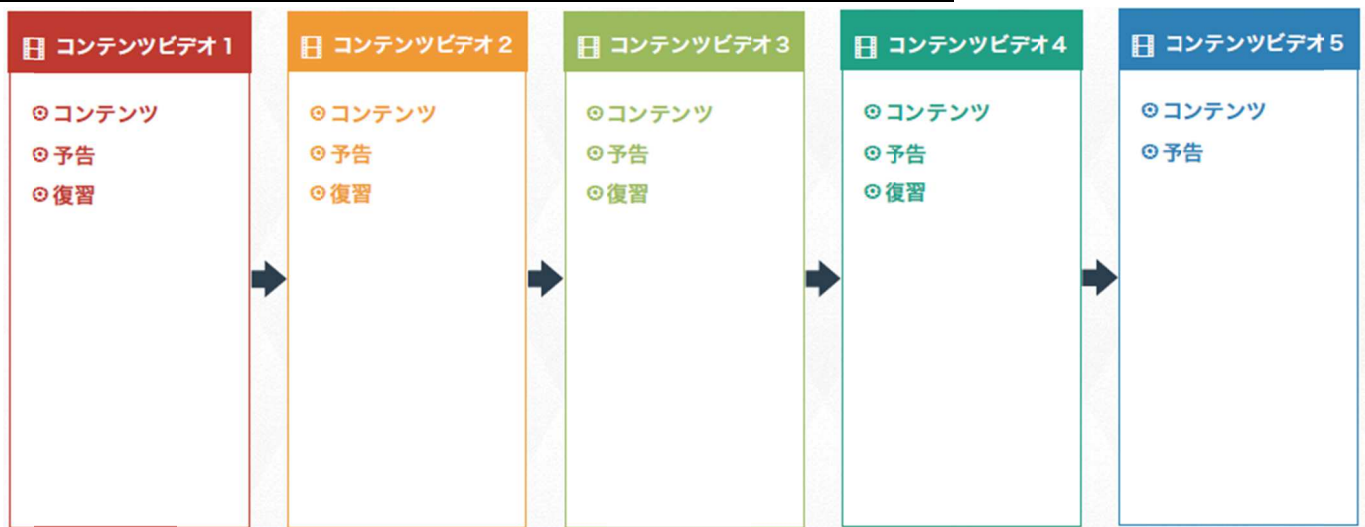 コンテンツビデオ1
コンテンツ
予告
復習
コンテンツビデオ2
コンテンツ
予告
復習
コンテンツビデオ3
コンテンツ
予告
復習
コンテンツビデオ4
コンテンツ
予告
復習
コンテンツビデオ5
コンテンツ
予告